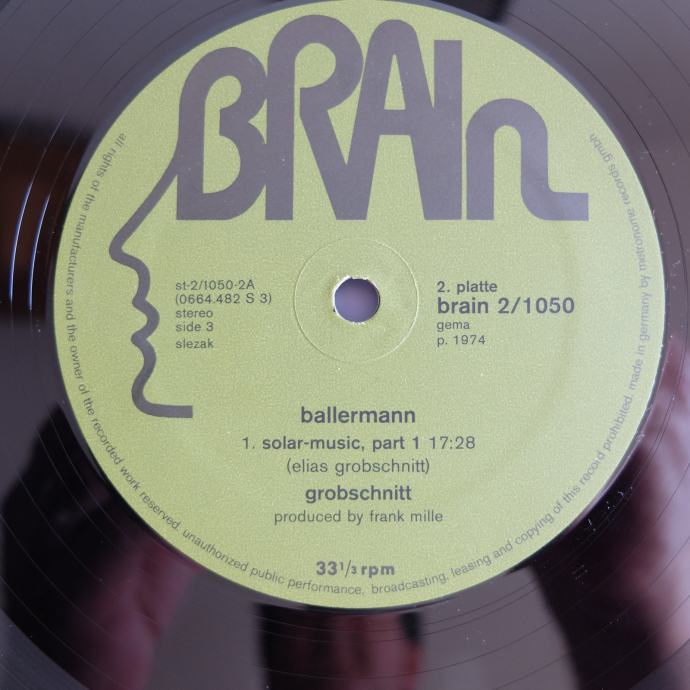 BRAIn
st-2/1050-2A
(0664.482 S 3)
stereo
side 3
slezak
2. platte
brain 2/1050
gema
p. 1974
ballermann
1. solar-music, part 1 17:28
(elias grobschnitt)
grobschnitt
produced by frank mille
33 1/3 rpm
all rights of the manufacturers and the owner of the recorded work reserved. unauthorized public performance, broadcasting, leasing and copying of this record prohibited. made in germany by metronome records gmbh